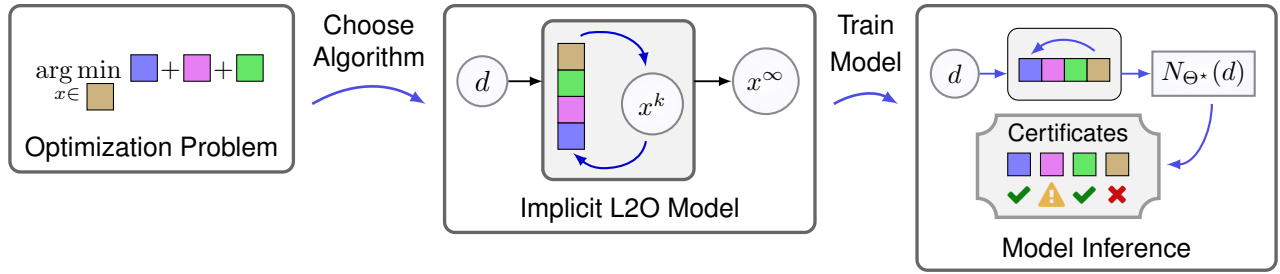 arg min + +
x∈
Optimization Problem
Choose
Algorithm
d
x^k
x^∞
Implicit L2O Model
Train
Model
d
N_Θ⋆(d)
Certificates
Model Inference